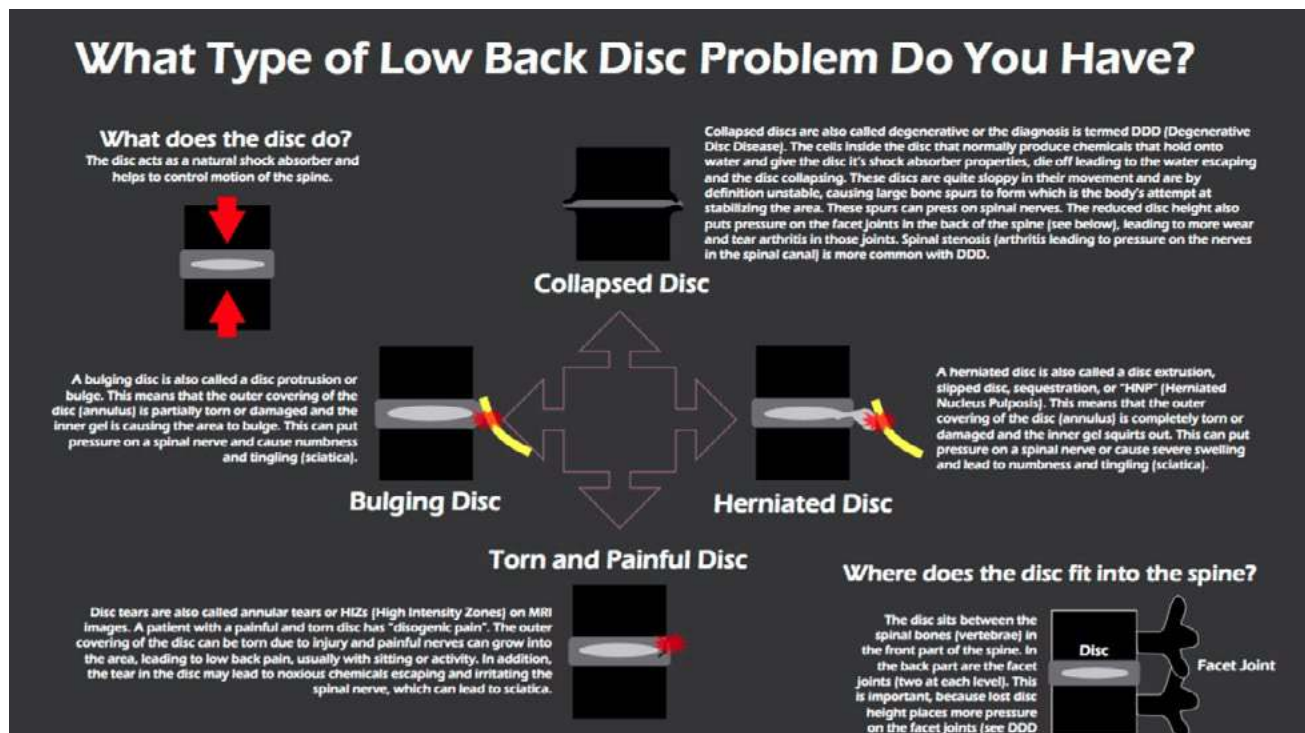 What Type of Low Back Disc Problem Do You Have?
What does the disc do?
The disc acts as a natural shock absorber and
helps to control motion of the spine.
Collapsed discs are also called degenerative or the diagnosis is termed DDD (Degenerative
Disc Disease). The cells inside the disc that normally produce chemicals that hold onto
water and give the disc it's shock absorber properties, die off leading to the water escaping
and the disc collapsing. These discs are quite sloppy in their movement and are by
definition unstable, causing large bone spurs to form which is the body's attempt at
stabilizing the area. These spurs can press on spinal nerves. The reduced disc height also
puts pressure on the facet joints in the back of the spine (see below), leading to more wear
and tear arthritis in those joints. Spinal stenosis (arthritis leading to pressure on the nerves
in the spinal canal) is more common with DDD.
Collapsed Disc
A bulging disc is also called a disc protrusion or
bulge. This means that the outer covering of the
disc (annulus) is partially torn or damaged and the
inner gel is causing the area to bulge. This can put
pressure on a spinal nerve and cause numbness
and tingling (sciatica).
Bulging Disc
A herniated disc is also called a disc extrusion,
slipped disc, sequestration, or "HNP" (Herniated
Nucleus Pulposis). This means that the outer
covering of the disc (annulus) is completely torn or
damaged and the inner gel squirts out. This can put
pressure on a spinal nerve or cause severe swelling
and lead to numbness and tingling (sciatica).
Herniated Disc
Torn and Painful Disc
Disc tears are also called annular tears or HIZs (High Intensity Zones) on MRI
images. A patient with a painful and torn disc has "disogenic pain". The outer
covering of the disc can be torn due to injury and painful nerves can grow into
the area, leading to low back pain, usually with sitting or activity. In addition,
the tear in the disc may lead to noxious chemicals escaping and irritating the
spinal nerve, which can lead to sciatica.
Where does the disc fit into the spine?
The disc sits between the
spinal bones (vertebrae) in
the front part of the spine. In
the back part are the facet
joints (two at each level). This
is important, because lost disc
height places more pressure
on the facet joints (see DDD
Disc
Facet Joint